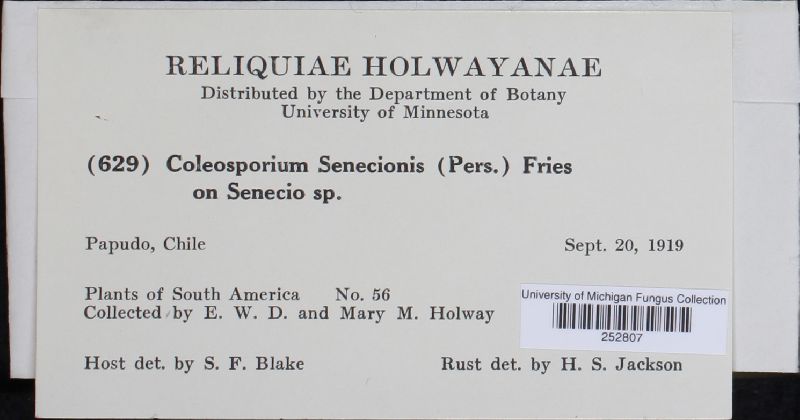 RELIQUIAE HOLWAYANAE
Distributed by the Department of Botany
University of Minnesota
(629) Coleosporium Senecionis (Pers.) Fries
on Senecio sp.
Papudo, Chile Sept. 20, 1919
Plants of South America No. 56
Collected by E. W. D. and Mary M. Holway
University of Michigan Fungus Collection
252807
Host det. by S. F. Blake Rust det. by H. S. Jackson